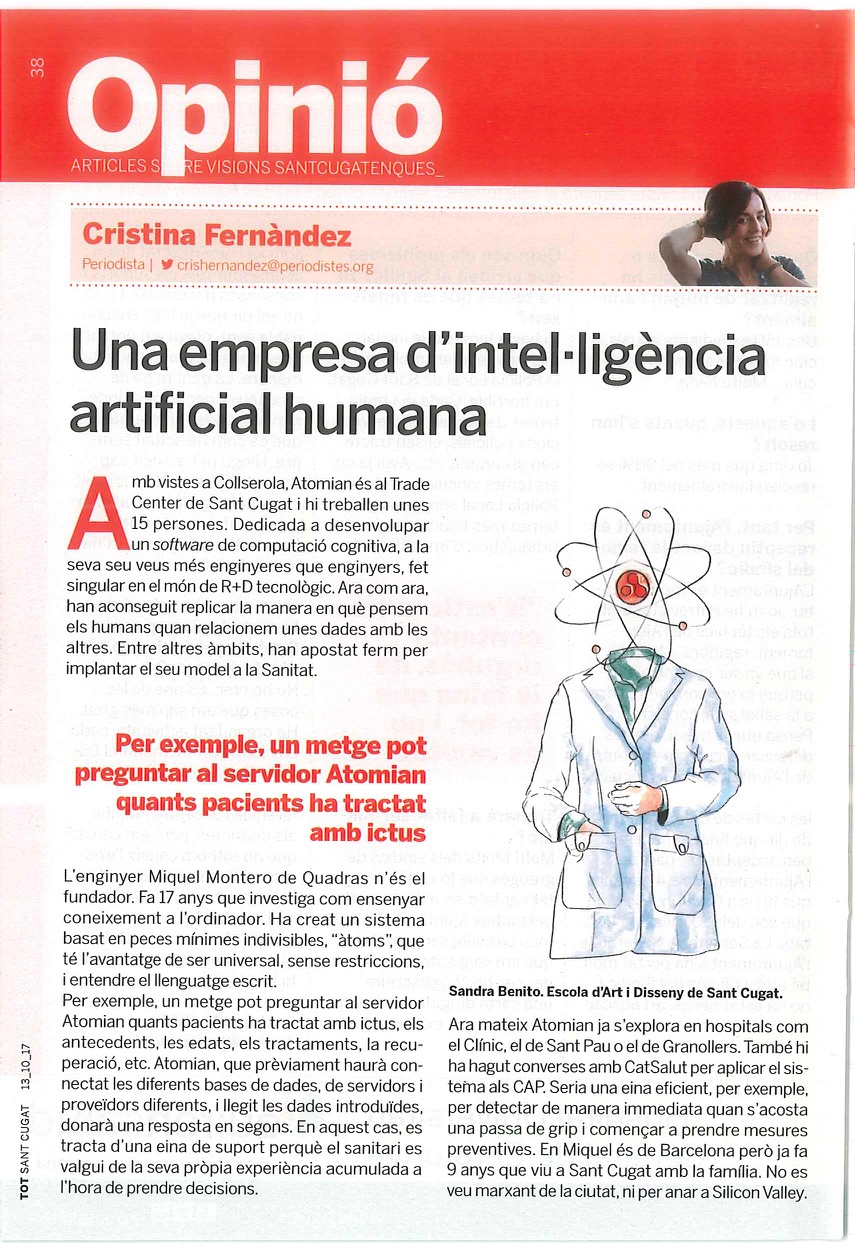 38
Opinió
ARTICLES SOBRE VISIONS SANTCUGATENQUES_
Cristina Fernàndez
Periodista | crishernandez@periodistes.org
Una empresa d'intel·ligència
artificial humana
Amb vistes a Collserola, Atomian és al Trade
Center de Sant Cugat i hi treballen unes
15 persones. Dedicada a desenvolupar
un software de computació cognitiva, a la
seva seu veus més enginyeres que enginyers, fet
singular en el món de R+D tecnològic. Ara com ara,
han aconseguit replicar la manera en què pensem
els humans quan relacionem unes dades amb les
altres. Entre altres àmbits, han apostat ferm per
implantar el seu model a la Sanitat.
Per exemple, un metge pot
preguntar al servidor Atomian
quants pacients ha tractat
amb ictus
L'enginyer Miquel Montero de Quadras n'és el
fundador. Fa 17 anys que investiga com ensenyar
coneixement a l'ordinador. Ha creat un sistema
basat en peces mínimes indivisibles, "àtoms", que
té l'avantatge de ser universal, sense restriccions,
i entendre el llenguatge escrit.
Per exemple, un metge pot preguntar al servidor
Atomian quants pacients ha tractat amb ictus, els
antecedents, les edats, els tractaments, la recu-
peració, etc. Atomian, que prèviament haurà con-
nectat les diferents bases de dades, de servidors i
proveïdors diferents, i llegit les dades introduïdes,
donarà una resposta en segons. En aquest cas, es
tracta d'una eina de suport perquè el sanitari es
valgui de la seva pròpia experiència acumulada a
l'hora de prendre decisions.
Sandra Benito. Escola d'Art i Disseny de Sant Cugat.
Ara mateix Atomian ja s'explora en hospitals com
el Clínic, el de Sant Pau o el de Granollers. També hi
ha hagut converses amb CatSalut per aplicar el sis-
tema als CAP. Seria una eina eficient, per exemple,
per detectar de manera immediata quan s'acosta
una passa de grip i començar a prendre mesures
preventives. En Miquel és de Barcelona però ja fa
9 anys que viu a Sant Cugat amb la família. No es
veu marxant de la ciutat, ni per anar a Silicon Valley.
TOT SANT CUGAT 13_10_17